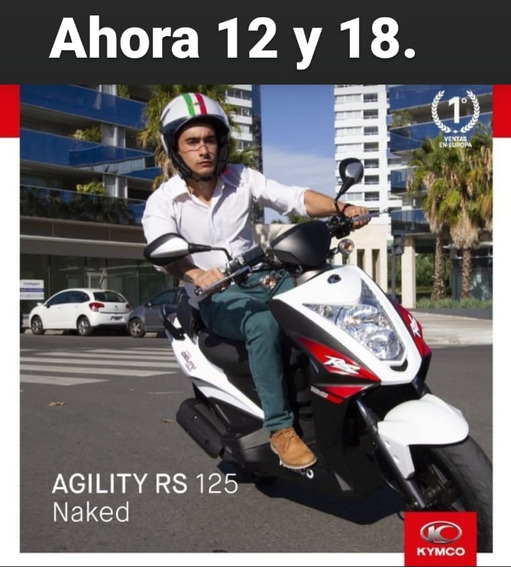 Ahora 12 y 18.
1°
VENTAS
EN EUROPA
AGILITY RS 125
Naked
KYMCO